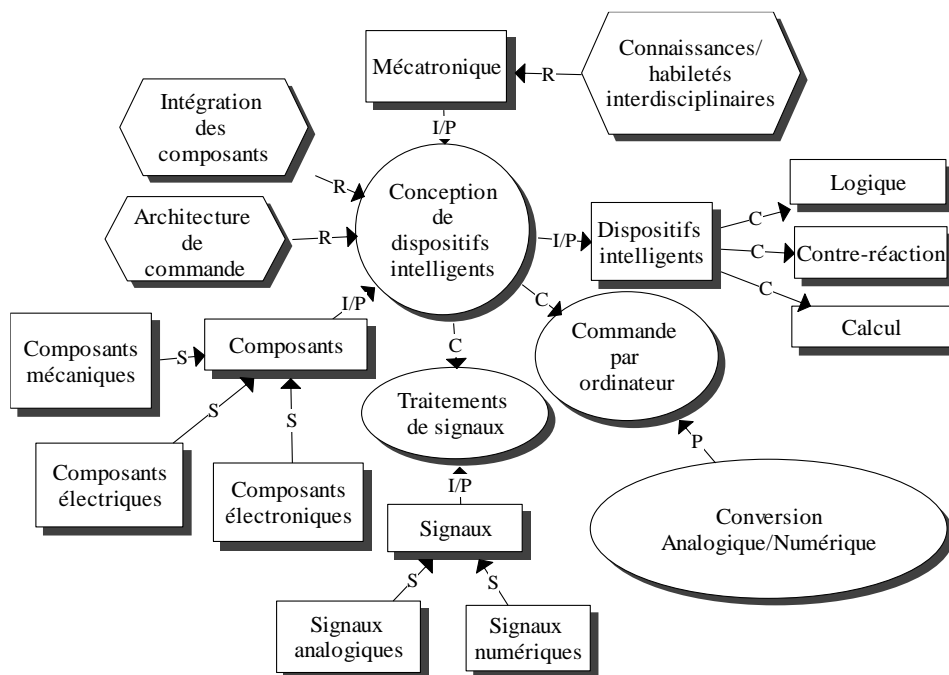 Mécatronique
R
Connaissances/
habiletés
interdisciplinaires
Intégration
des
composants
I/P
R
Conception
de
dispositifs
intelligents
Architecture
de
commande
R
I/P
Dispositifs
intelligents
C
Logique
C
Contre-réaction
C
Calcul
I/P
C
Composants
mécaniques
S
Composants
C
Commande
par
ordinateur
S
S
Traitements
de signaux
P
Composants
électriques
Composants
électroniques
I/P
Signaux
Conversion
Analogique/Numérique
S
S
Signaux
analogiques
Signaux
numériques